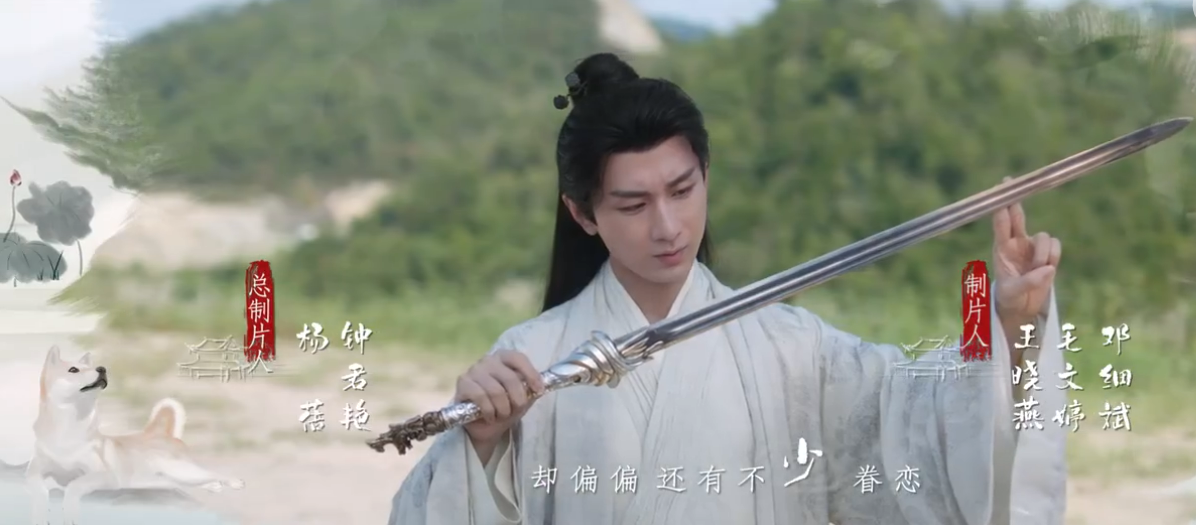 总制片人
钟君艳
杨蓓
制片人
邓细斌
毛文婷
王晓燕
却偏偏 还有不少 眷恋